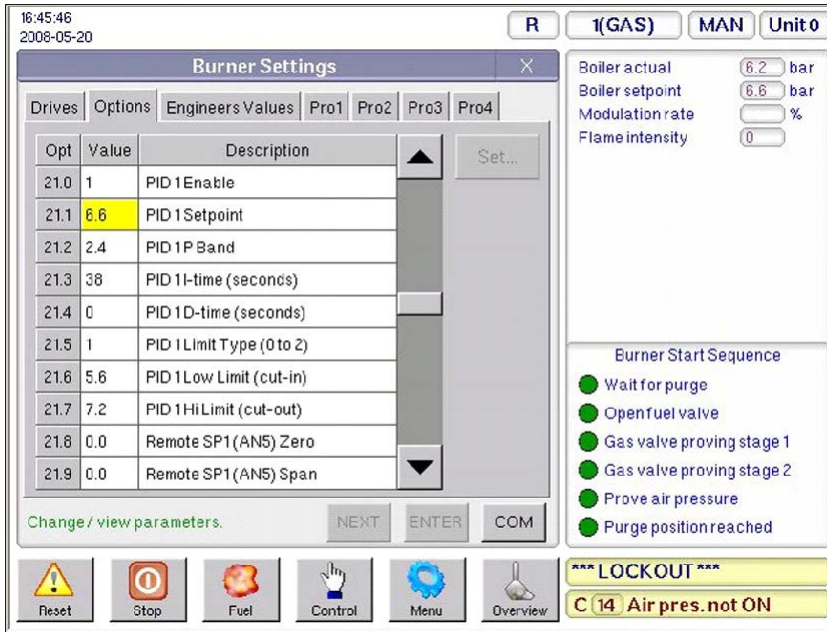 16:45:46
2008-05-20
R
1(GAS)
MAN
Unit 0
Burner Settings
X
Drives
Options
Engineers Values
Pro1
Pro2
Pro3
Pro4
Opt Value Description
21.0 1 PID 1 Enable
21.1 6.6 PID 1 Setpoint
21.2 2.4 PID 1 P Band
21.3 38 PID 1 I-time (seconds)
21.4 0 PID 1 D-time (seconds)
21.5 1 PID 1 Limit Type (0 to 2)
21.6 5.6 PID 1 Low Limit (cut-in)
21.7 7.2 PID 1 Hi Limit (cut-out)
21.8 0.0 Remote SP1 (AN5) Zero
21.9 0.0 Remote SP1 (AN5) Span
Set...
Change / view parameters.
NEXT
ENTER
COM
Reset
Stop
Fuel
Control
Menu
Overview
Boiler actual 6.2 bar
Boiler setpoint 6.6 bar
Modulation rate %
Flame intensity 0
Burner Start Sequence
Wait for purge
Open fuel valve
Gas valve proving stage 1
Gas valve proving stage 2
Prove air pressure
Purge position reached
*** LOCKOUT ***
C 14 Air pres. not ON